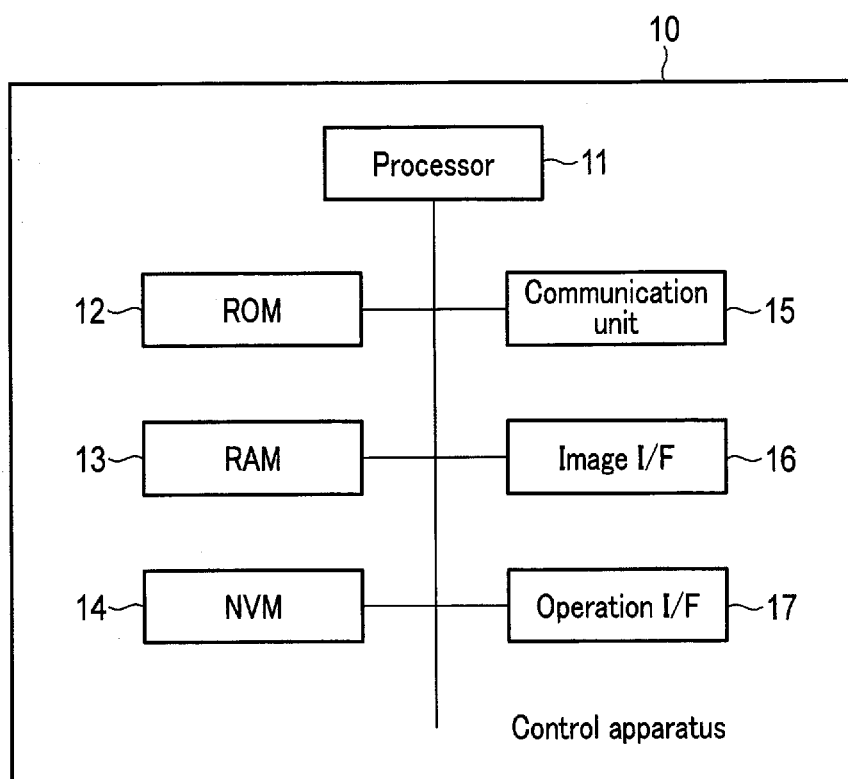 10
Processor
11
12
ROM
Communication
unit
15
13
RAM
Image I/F
16
14
NVM
Operation I/F
17
Control apparatus